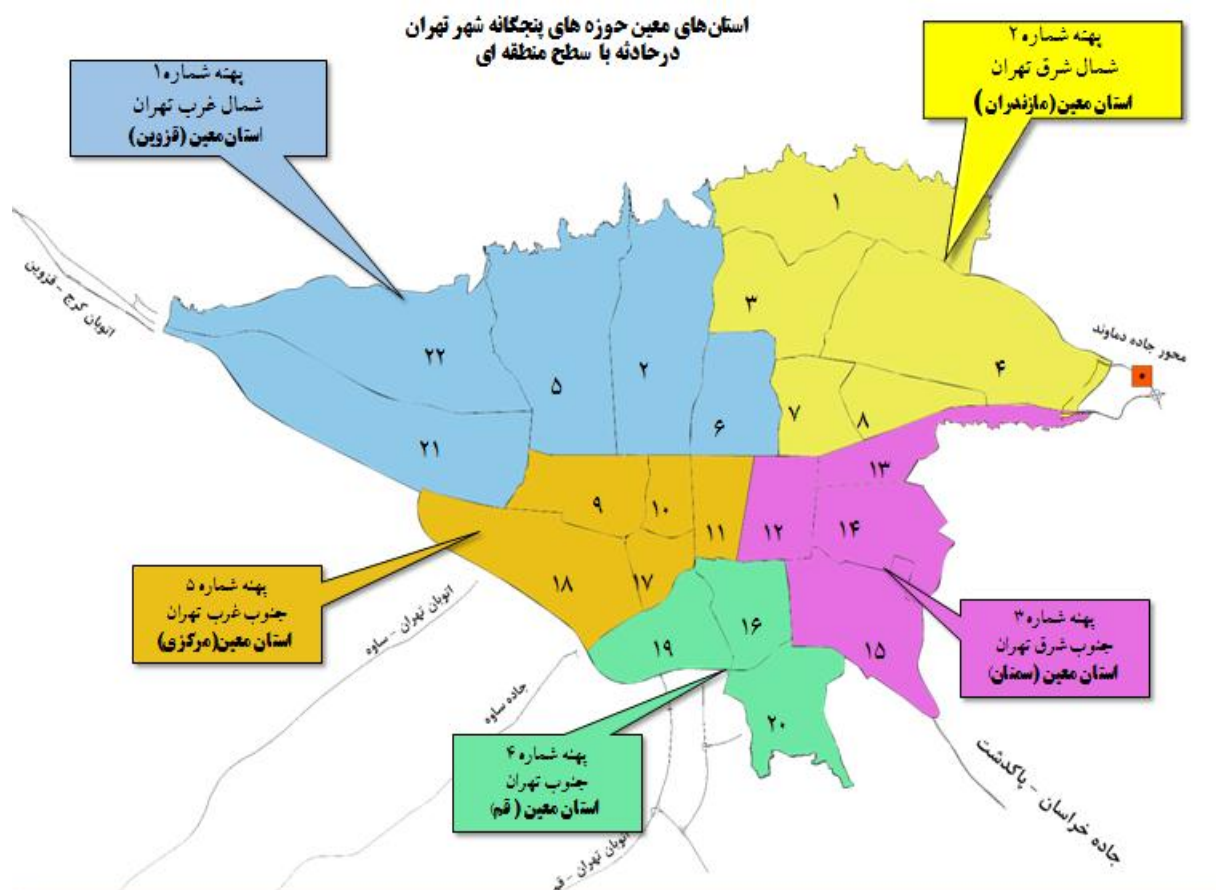 استان‌های معین حوزه های پنجگانه شهر تهران
درحادثه با سطح منطقه ای
پهنه شماره ۲
شمال شرق تهران
استان معین(مازندران )
پهنه شماره ۱
شمال غرب تهران
استان‌معین (قزوین)
۱
۳
۴
۲۲
۵
۲
۶
۷
۸
۲۱
۹
۱۰
۱۱
۱۲
۱۳
۱۴
۱۸
۱۷
۱۶
۱۵
۱۹
۲۰
اتوبان کرج - قزوین
محور جاده دماوند
پهنه شماره ۵
جنوب غرب تهران
استان معین(مرکزی)
پهنه شماره ۳
جنوب شرق تهران
استان معین (سمنان)
اتوبان تهران - ساوه
جاده ساوه
پهنه شماره ۴
جنوب تهران
استان معین ( قم)
جاده خراسان - پاکدشت
اتوبان تهران -